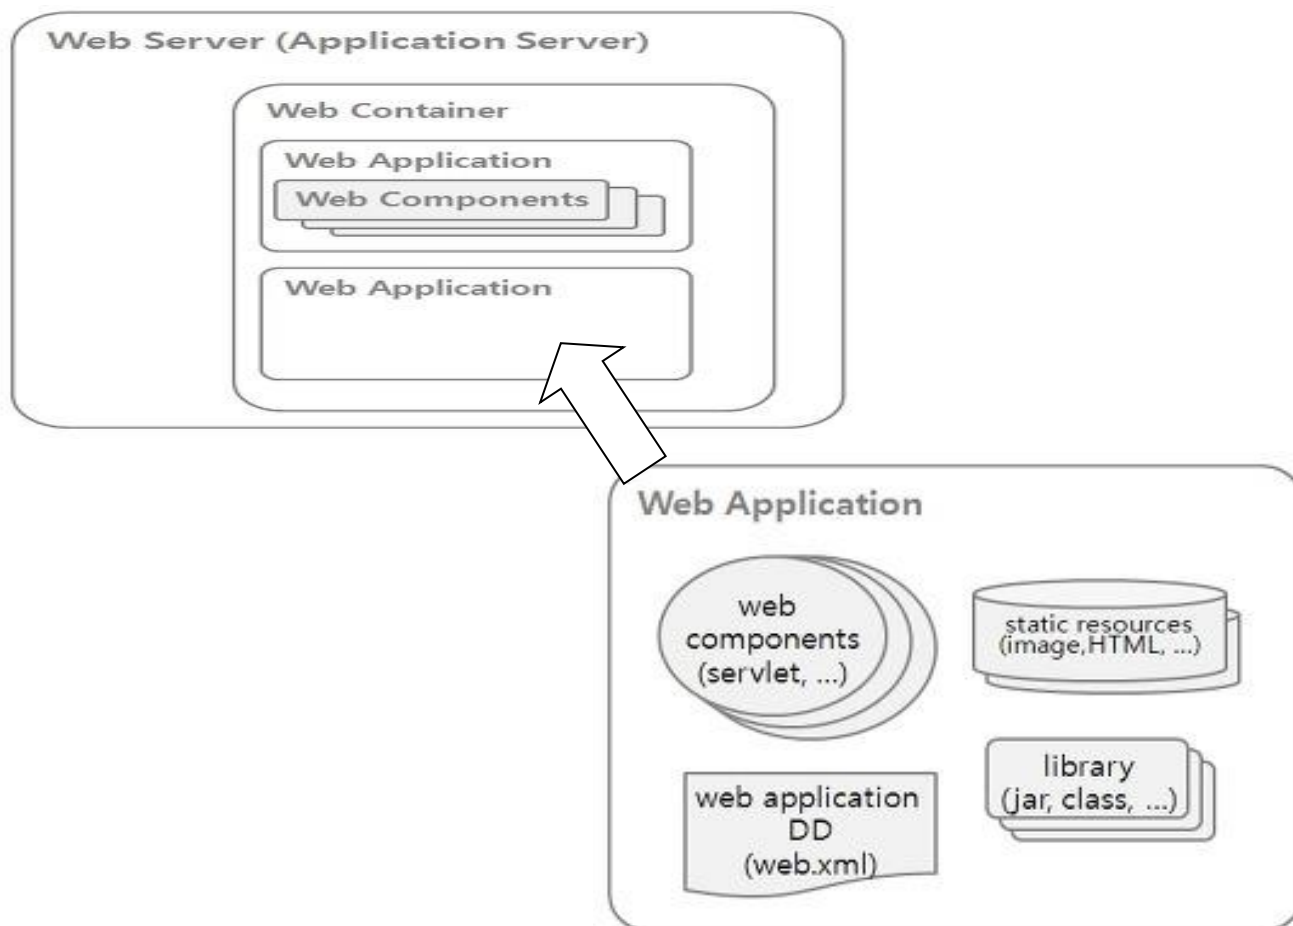 Web Server (Application Server)
Web Container
Web Application
Web Components
Web Application
Web Application
web
components
(servlet, ...)
static resources
(image,HTML, ...)
web application
DD
(web.xml)
library
(jar, class, ...)